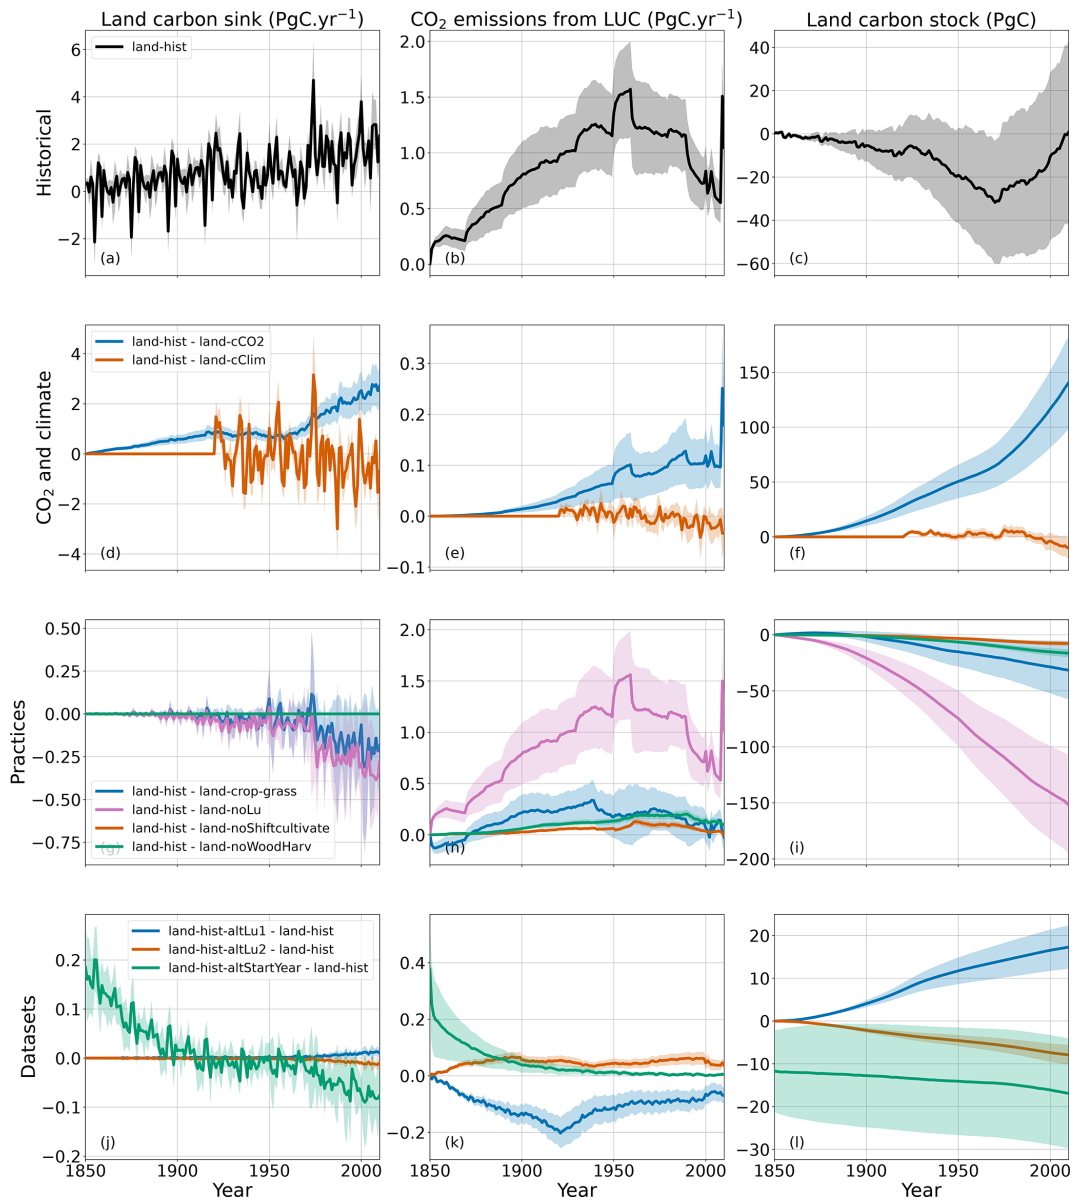 Land carbon sink (PgC.yr⁻¹)
CO₂ emissions from LUC (PgC.yr⁻¹)
Land carbon stock (PgC)
Historical
6
4
2
0
−2
land-hist
(a)
2.0
1.5
1.0
0.5
0.0
(b)
40
20
0
−20
−40
−60
(c)
CO₂ and climate
4
2
0
−2
−4
land-hist - land-cCO2
land-hist - land-cClim
(d)
0.3
0.2
0.1
0.0
−0.1
(e)
150
100
50
0
(f)
Practices
0.50
0.25
0.00
−0.25
−0.50
−0.75
land-hist - land-crop-grass
land-hist - land-noLu
land-hist - land-noShiftcultivate
land-hist - land-noWoodHarv
(g)
2.0
1.5
1.0
0.5
0.0
(h)
0
−50
−100
−150
−200
(i)
Datasets
0.2
0.1
0.0
−0.1
−0.2
land-hist-altLu1 - land-hist
land-hist-altLu2 - land-hist
land-hist-altStartYear - land-hist
(j)
0.4
0.2
0.0
−0.2
(k)
20
10
0
−10
−20
−30
(l)
1850 1900 1950 2000
1850 1900 1950 2000
1850 1900 1950 2000
Year
Year
Year